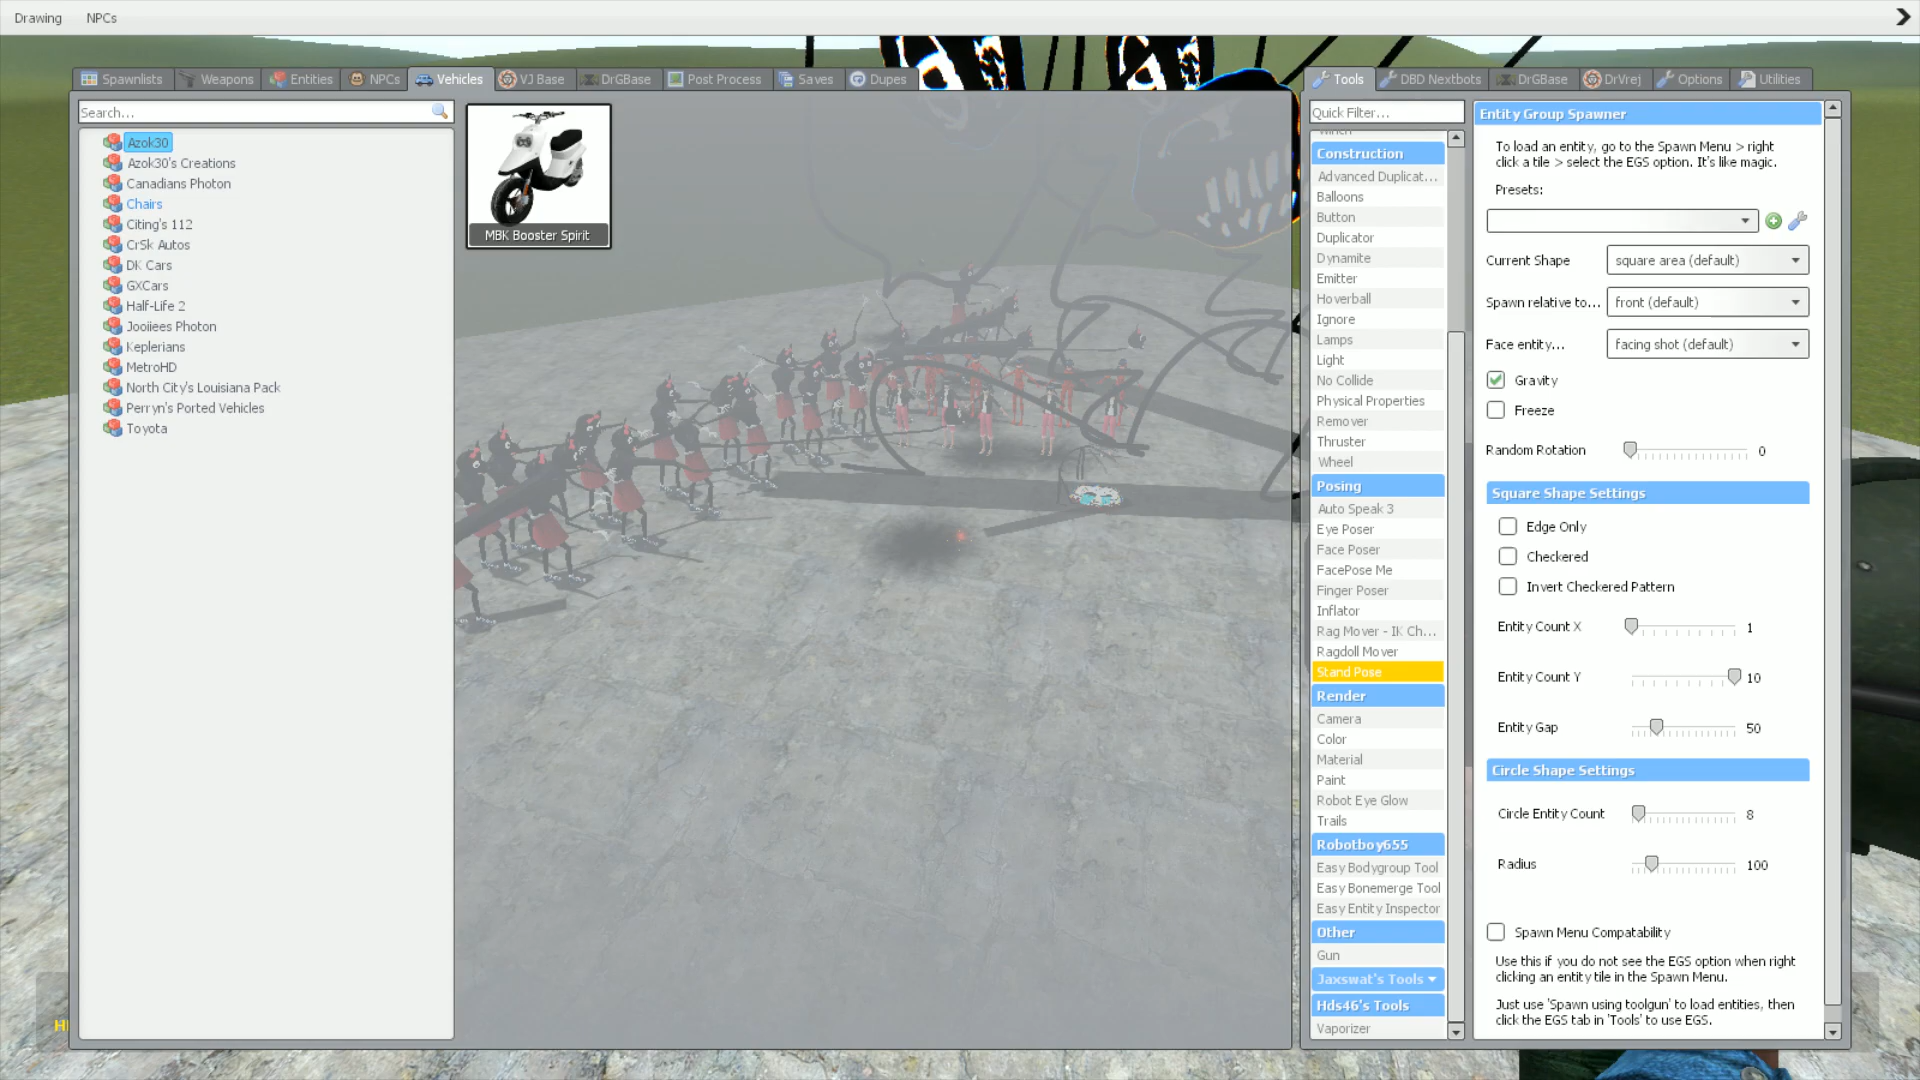 Drawing NPCs
Spawnlists Weapons Entities NPCs Vehicles VJ Base DrGBase Post Process Saves Dupes
Search...
Azok30
Azok30's Creations
Canadians Photon
Chairs
Citing's 112
CrSk Autos
DK Cars
GXCars
Half-Life 2
Jooiiees Photon
Keplerians
MetroHD
North City's Louisiana Pack
Perryn's Ported Vehicles
Toyota
MBK Booster Spirit
Tools DBD Nextbots DrGBase DrVrej Options Utilities
Quick Filter...
Winch
Construction
Advanced Duplicat...
Balloons
Button
Duplicator
Dynamite
Emitter
Hoverball
Ignore
Lamps
Light
No Collide
Physical Properties
Remover
Thruster
Wheel
Posing
Auto Speak 3
Eye Poser
Face Poser
FacePose Me
Finger Poser
Inflator
Rag Mover - IK Ch...
Ragdoll Mover
Stand Pose
Render
Camera
Color
Material
Paint
Robot Eye Glow
Trails
Robotboy655
Easy Bodygroup Tool
Easy Bonemerge Tool
Easy Entity Inspector
Other
Gun
Jaxswat's Tools
Hds46's Tools
Vaporizer
Entity Group Spawner
To load an entity, go to the Spawn Menu > right
click a tile > select the EGS option. It's like magic.
Presets:
Current Shape square area (default)
Spawn relative to... front (default)
Face entity... facing shot (default)
Gravity
Freeze
Random Rotation 0
Square Shape Settings
Edge Only
Checkered
Invert Checkered Pattern
Entity Count X 1
Entity Count Y 10
Entity Gap 50
Circle Shape Settings
Circle Entity Count 8
Radius 100
Spawn Menu Compatability
Use this if you do not see the EGS option when right
clicking an entity tile in the Spawn Menu.
Just use 'Spawn using toolgun' to load entities, then
click the EGS tab in 'Tools' to use EGS.